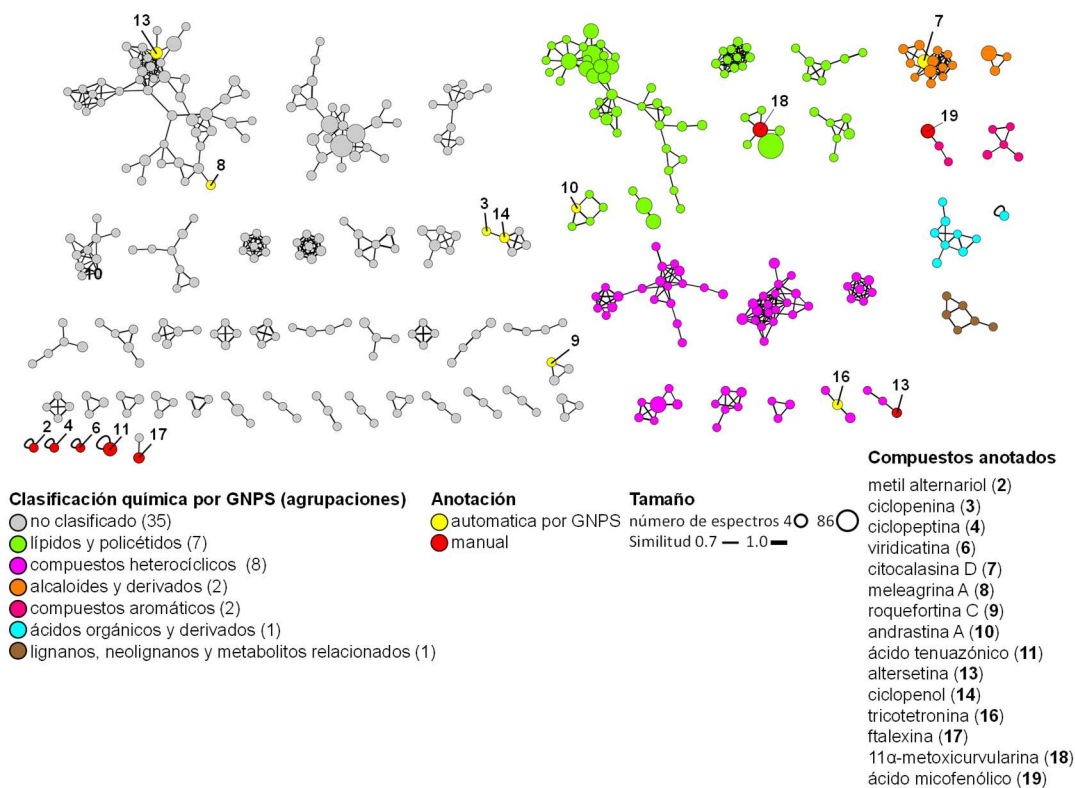 13
7
18
19
8
10
3
14
10
9
16
13
2
4
6
11
17
Compuestos anotados
metil alternariol (2)
ciclopenina (3)
ciclopeptina (4)
viridicatina (6)
citocalasina D (7)
meleagrina A (8)
roquefortina C (9)
andrastina A (10)
ácido tenuazónico (11)
altersetina (13)
ciclopenol (14)
tricotetronina (16)
ftalexina (17)
11α-metoxicurvularina (18)
ácido micofenólico (19)
Clasificación química por GNPS (agrupaciones)
no clasificado (35)
lípidos y policétidos (7)
compuestos heterocíclicos (8)
alcaloides y derivados (2)
compuestos aromáticos (2)
ácidos orgánicos y derivados (1)
lignanos, neolignanos y metabolitos relacionados (1)
Anotación
automatica por GNPS
manual
Tamaño
número de espectros 4 86
Similitud 0.7 1.0